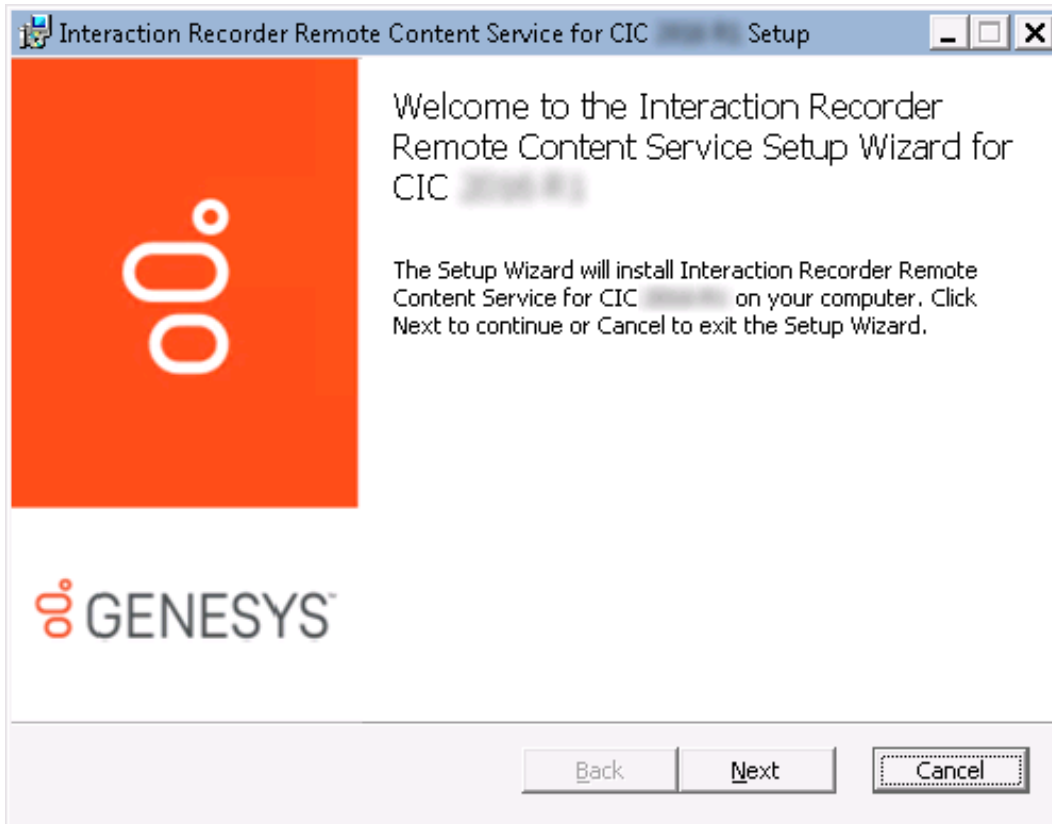 Interaction Recorder Remote Content Service for CIC Setup
Welcome to the Interaction Recorder
Remote Content Service Setup Wizard for
CIC
The Setup Wizard will install Interaction Recorder Remote
Content Service for CIC on your computer. Click
Next to continue or Cancel to exit the Setup Wizard.
GENESYS™
Back
Next
Cancel